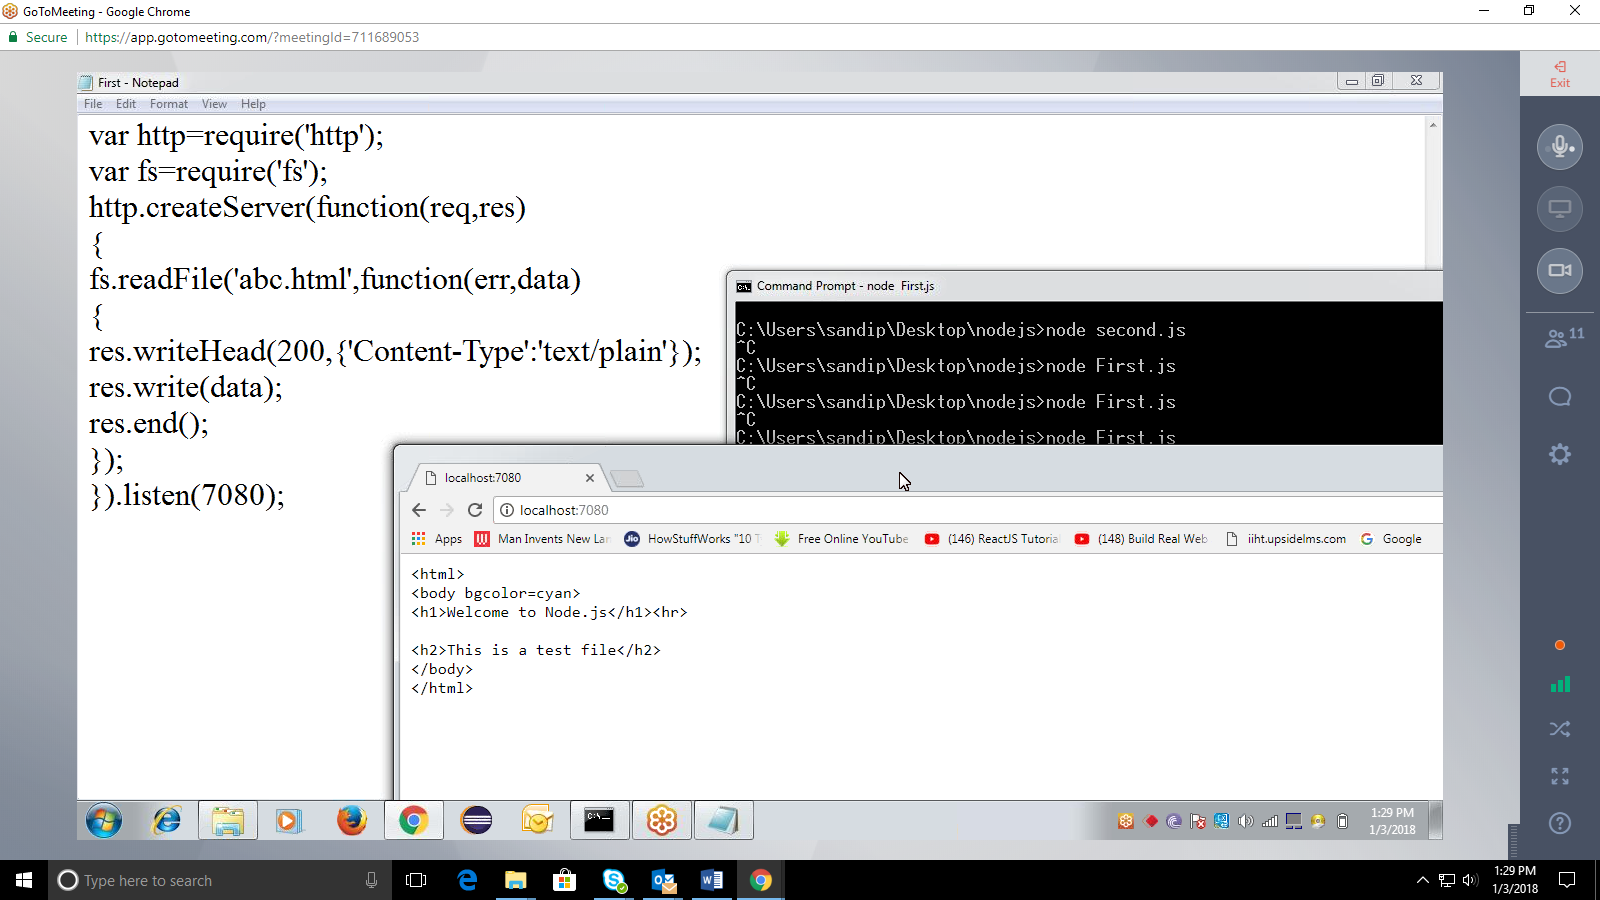 GoToMeeting - Google Chrome
Secure
https://app.gotomeeting.com/?meetingId=711689053
Exit
First - Notepad
File Edit Format View Help
var http=require('http');
var fs=require('fs');
http.createServer(function(req,res)
{
fs.readFile('abc.html',function(err,data)
{
res.writeHead(200,{'Content-Type':'text/plain'});
res.write(data);
res.end();
});
}).listen(7080);
Command Prompt - node First.js
C:\Users\sandip\Desktop\nodejs>node second.js
^C
C:\Users\sandip\Desktop\nodejs>node First.js
^C
C:\Users\sandip\Desktop\nodejs>node First.js
^C
C:\Users\sandip\Desktop\nodejs>node First.js
11
localhost:7080
localhost:7080
Apps Man Invents New Lan Jio HowStuffWorks "10 T Free Online YouTube (146) ReactJS Tutoria (148) Build Real Web iiht.upsidelms.com Google
<html>
<body bgcolor=cyan>
<h1>Welcome to Node.js</h1><hr>
<h2>This is a test file</h2>
</body>
</html>
1:29 PM
1/3/2018
Type here to search
1:29 PM
1/3/2018